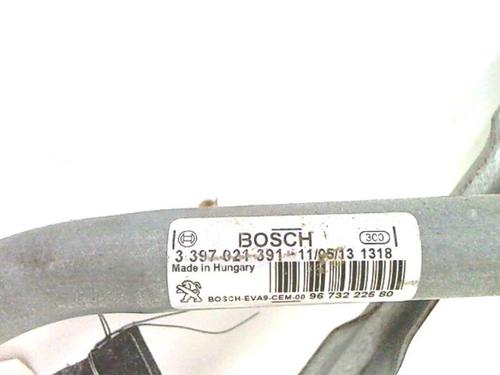 BOSCH 300
3 397 021 391 11/05/13 1318
Made in Hungary
BOSCH-EVA9-CEM-00 96 732 225 80